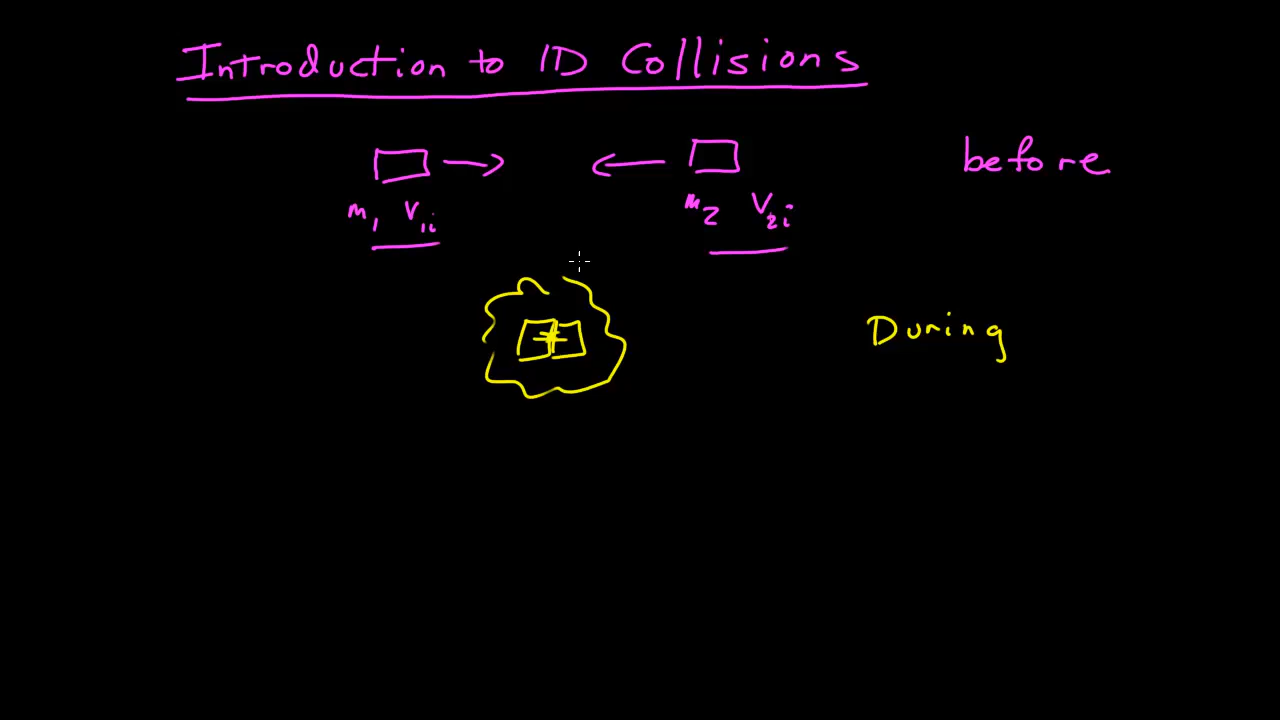 Introduction to 1D Collisions
before
m₁ v₁ᵢ m₂ v₂ᵢ
During